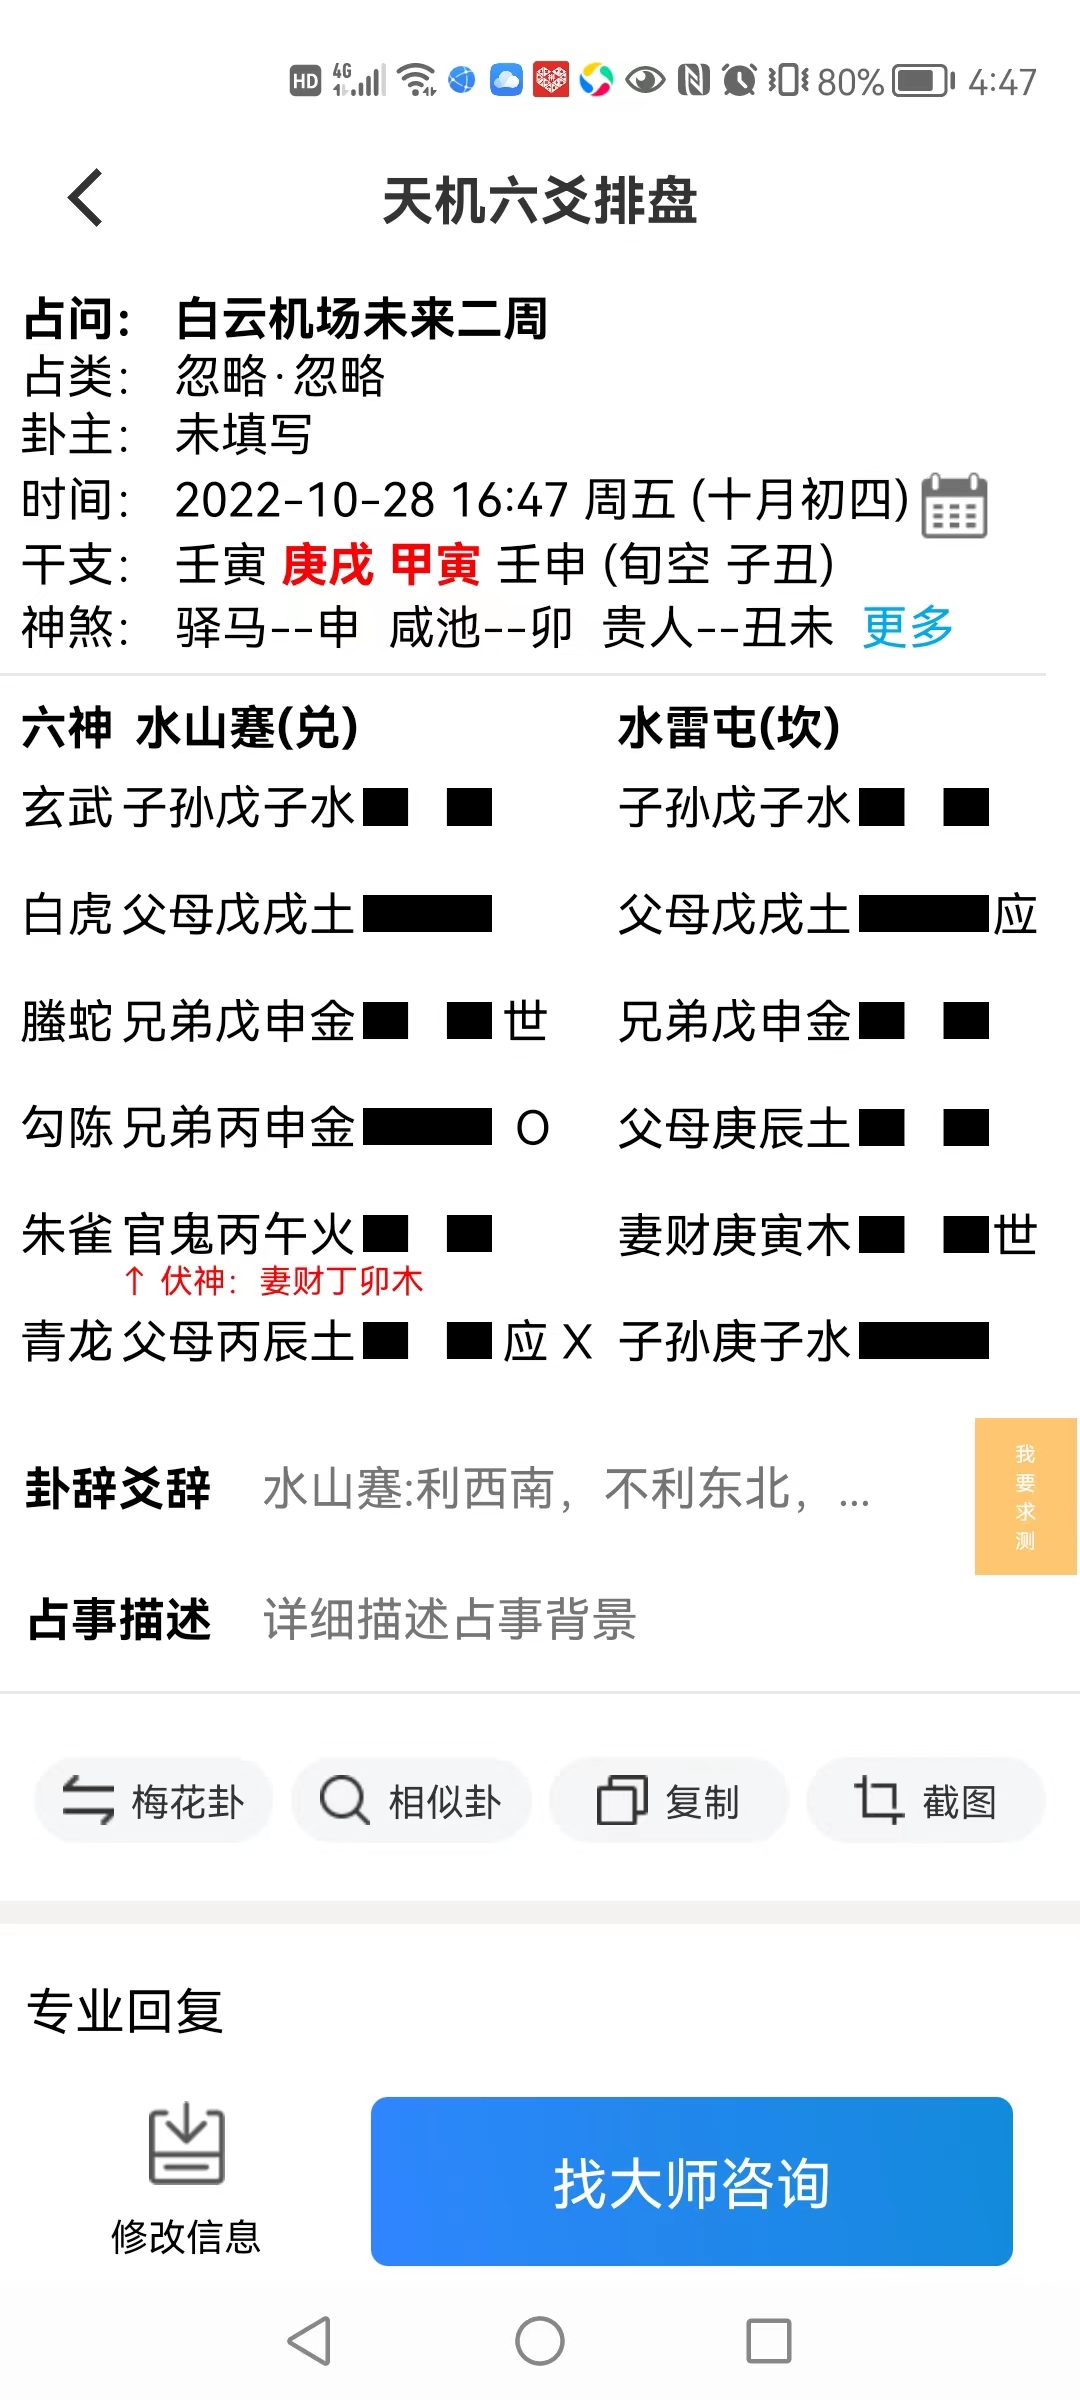 HD 4G 80% 4:47
天机六爻排盘
占问： 白云机场未来二周
占类： 忽略·忽略
卦主： 未填写
时间： 2022-10-28 16:47 周五 (十月初四)
干支： 壬寅 庚戌 甲寅 壬申 (旬空 子丑)
神煞： 驿马--申 咸池--卯 贵人--丑未 更多
六神 水山蹇(兑) 水雷屯(坎)
玄武 子孙戊子水 子孙戊子水
白虎 父母戊戌土 父母戊戌土 应
螣蛇 兄弟戊申金 世 兄弟戊申金
勾陈 兄弟丙申金 O 父母庚辰土
朱雀 官鬼丙午火 妻财庚寅木 世
↑ 伏神：妻财丁卯木
青龙 父母丙辰土 应 X 子孙庚子水
卦辞爻辞 水山蹇:利西南，不利东北，...
我要求测
占事描述 详细描述占事背景
梅花卦 相似卦 复制 截图
专业回复
修改信息 找大师咨询